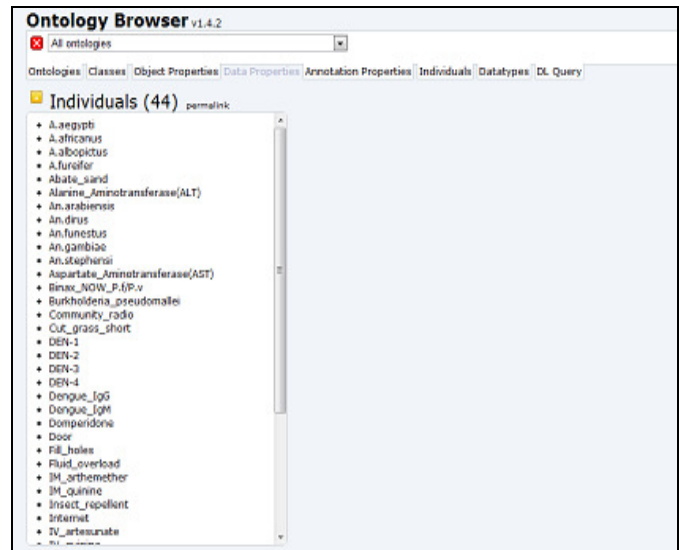 Ontology Browser v1.4.2
All ontologies
Ontologies Classes Object Properties Data Properties Annotation Properties Individuals Datatypes DL Query
Individuals (44) permalink
A.aegypti
A.africanus
A.albopictus
A.fureifer
Abate_sand
Alanine_Aminotransferase(ALT)
An.arabiensis
An.dirus
An.funestus
An.gambiae
An.stephensi
Aspartate_Aminotransferase(AST)
Binax_NOW_P.f/P.v
Burkholderia_pseudomallei
Community_radio
Cut_grass_short
DEN-1
DEN-2
DEN-3
DEN-4
Dengue_IgG
Dengue_IgM
Domperidone
Door
Fill_holes
Fluid_overload
IM_arthemether
IM_quinine
Insect_repellent
Internet
IV_artesunate